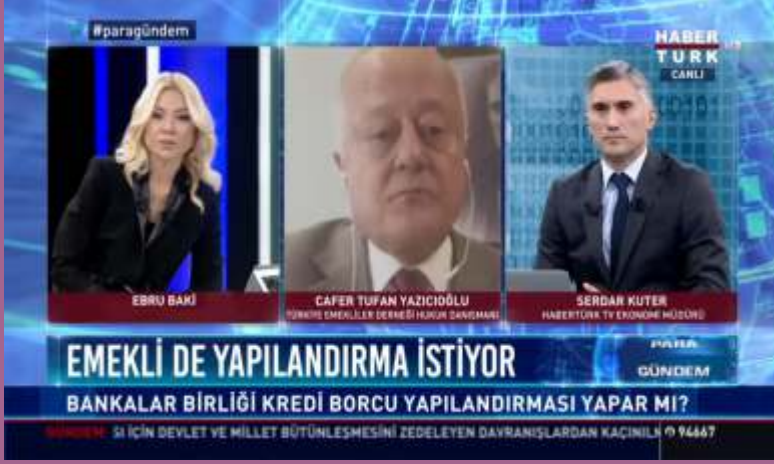 #paragündem
HABER
TÜRK
CANLI
EBRU BAKİ
CAFER TUFAN YAZICIOĞLU
TÜRKİYE EMEKLİLER DERNEĞİ HUKUK DANIŞMANI
SERDAR KUTER
HABERTÜRK TV EKONOMİ MÜDÜRÜ
EMEKLİ DE YAPILANDIRMA İSTİYOR
PARA
GÜNDEM
BANKALAR BİRLİĞİ KREDİ BORCU YAPILANDIRMASI YAPAR MI?
GÜNDEM SI İÇİN DEVLET VE MİLLET BÜTÜNLEŞMESİNİ ZEDELEYEN DAVRANIŞLARDAN KAÇINIL 94667